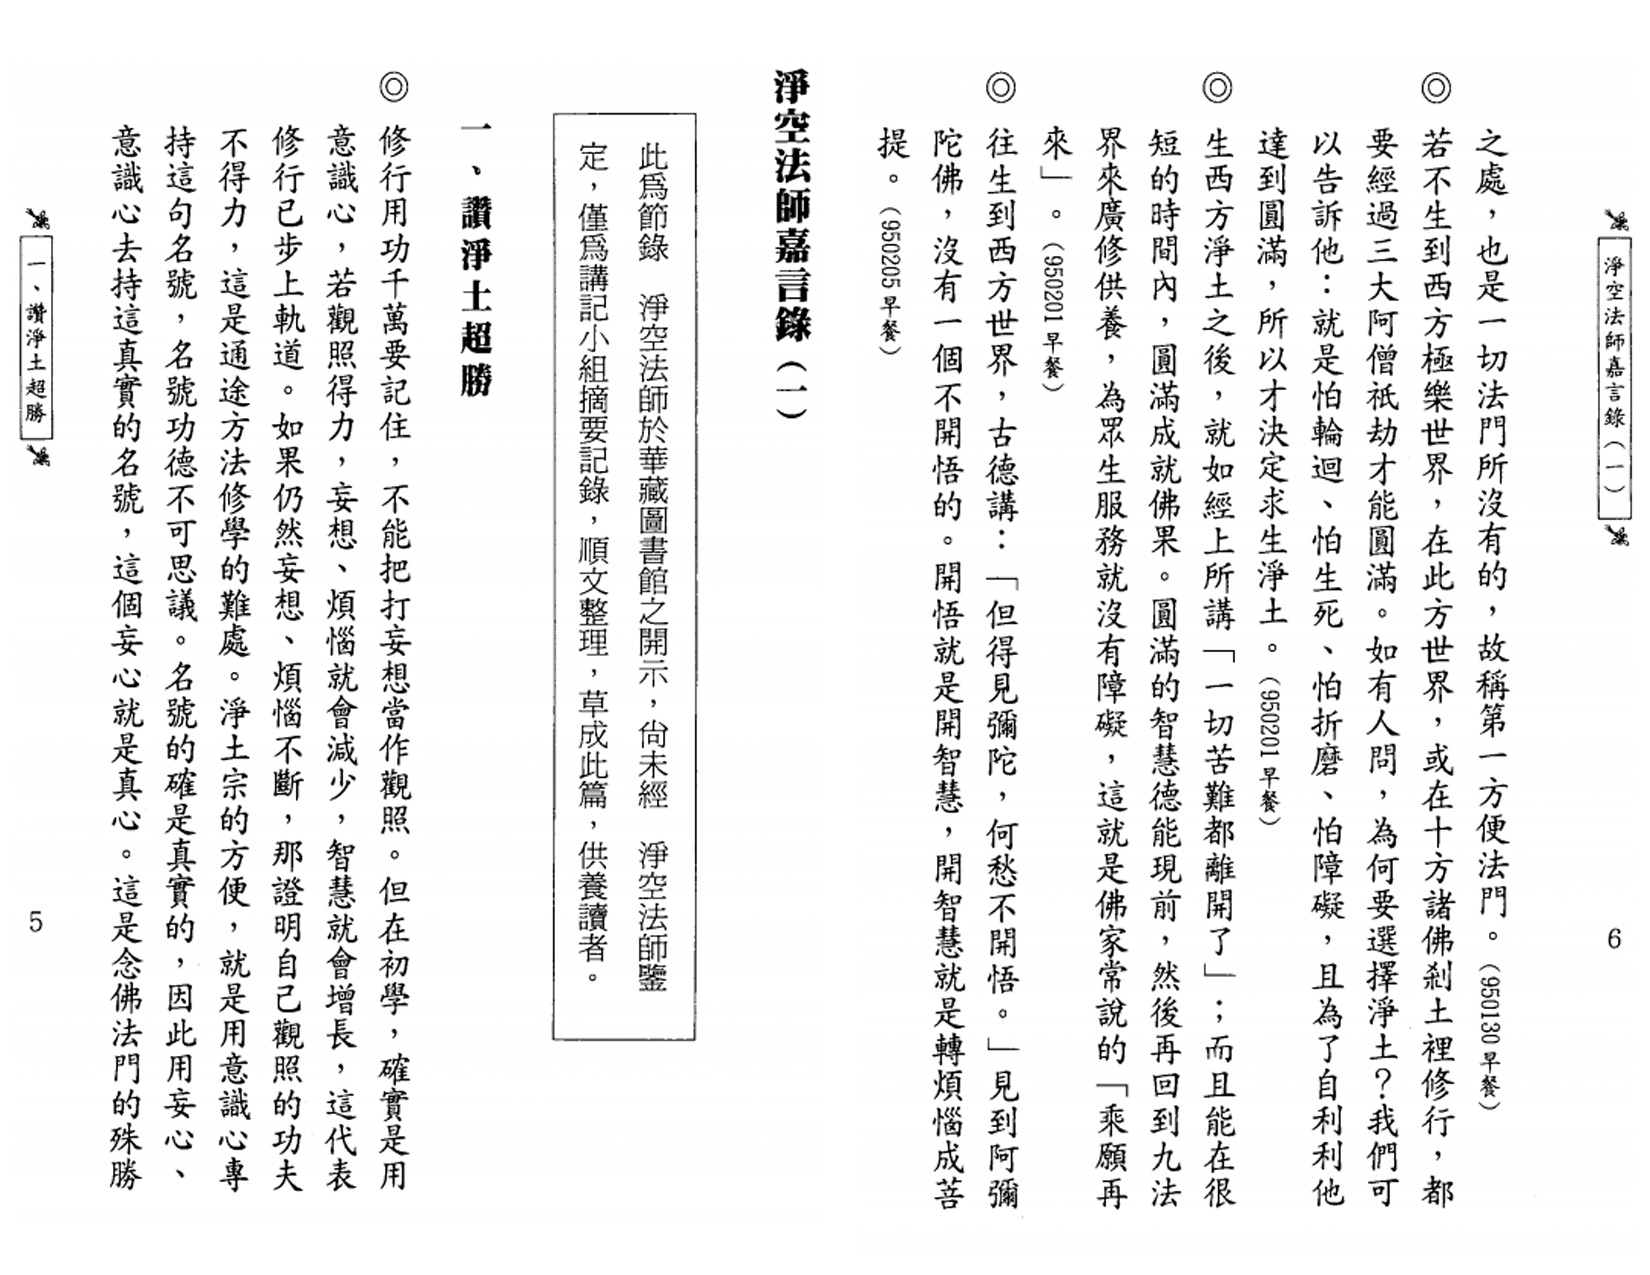 淨空法師嘉言錄（一）
此為節錄　淨空法師於華藏圖書館之開示，尚未經　淨空法師鑒
定，僅為講記小組摘要記錄，順文整理，草成此篇，供養讀者。
一、讚淨土超勝
◎修行用功千萬要記住，不能把打妄想當作觀照。但在初學，確實是用
意識心，若觀照得力，妄想、煩惱就會減少，智慧就會增長，這代表
修行已步上軌道。如果仍然妄想、煩惱不斷，那證明自己觀照的功夫
不得力，這是通途方法修學的難處。淨土宗的方便，就是用意識心專
持這句名號，名號功德不可思議。名號的確是真實的，因此用妄心、
意識心去持這真實的名號，這個妄心就是真心。這是念佛法門的殊勝
一、讚淨土超勝
5
淨空法師嘉言錄（一）
6
之處，也是一切法門所沒有的，故稱第一方便法門。（950130早餐）
◎若不生到西方極樂世界，在此方世界，或在十方諸佛剎土裡修行，都
要經過三大阿僧祇劫才能圓滿。如有人問，為何要選擇淨土？我們可
以告訴他：就是怕輪迴、怕生死、怕折磨、怕障礙，且為了自利利他
達到圓滿，所以才決定求生淨土。（950201早餐）
◎生西方淨土之後，就如經上所講「一切苦難都離開了」；而且能在很
短的時間內，圓滿成就佛果。圓滿的智慧德能現前，然後再回到九法
界來廣修供養，為眾生服務就沒有障礙，這就是佛家常說的「乘願再
來」。（950201早餐）
◎往生到西方世界，古德講：「但得見彌陀，何愁不開悟。」見到阿彌
陀佛，沒有一個不開悟的。開悟就是開智慧，開智慧就是轉煩惱成菩
提。（950205早餐）